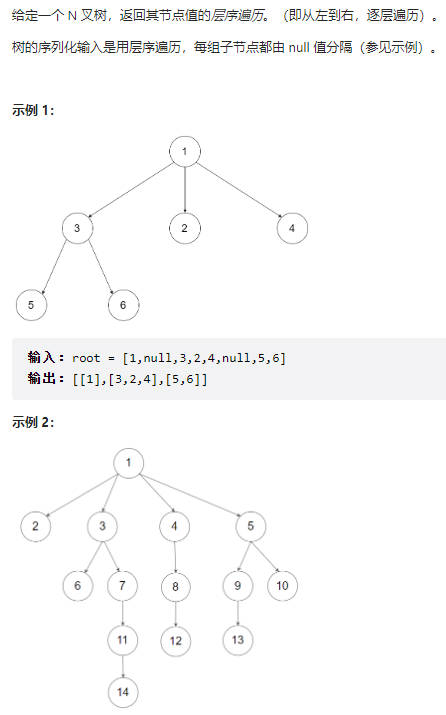 给定一个 N 叉树，返回其节点值的层序遍历。（即从左到右，逐层遍历）。
树的序列化输入是用层序遍历，每组子节点都由 null 值分隔（参见示例）。
示例 1：
1
3 2 4
5 6
输入：root = [1,null,3,2,4,null,5,6]
输出：[[1],[3,2,4],[5,6]]
示例 2：
1
2 3 4 5
6 7 8 9 10
11 12 13
14